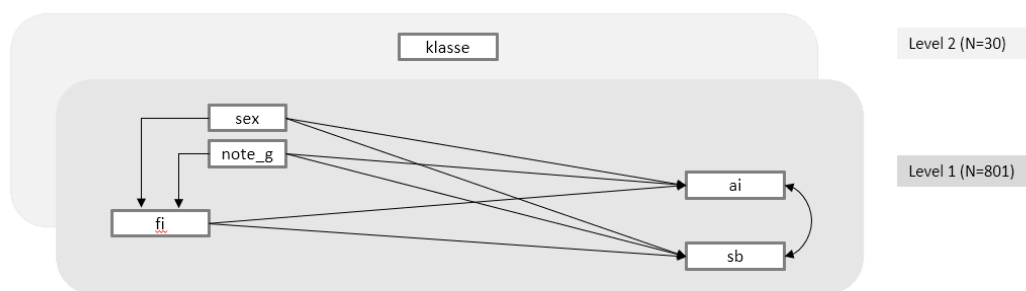 klasse
Level 2 (N=30)
sex
note_g
Level 1 (N=801)
ai
fi
sb